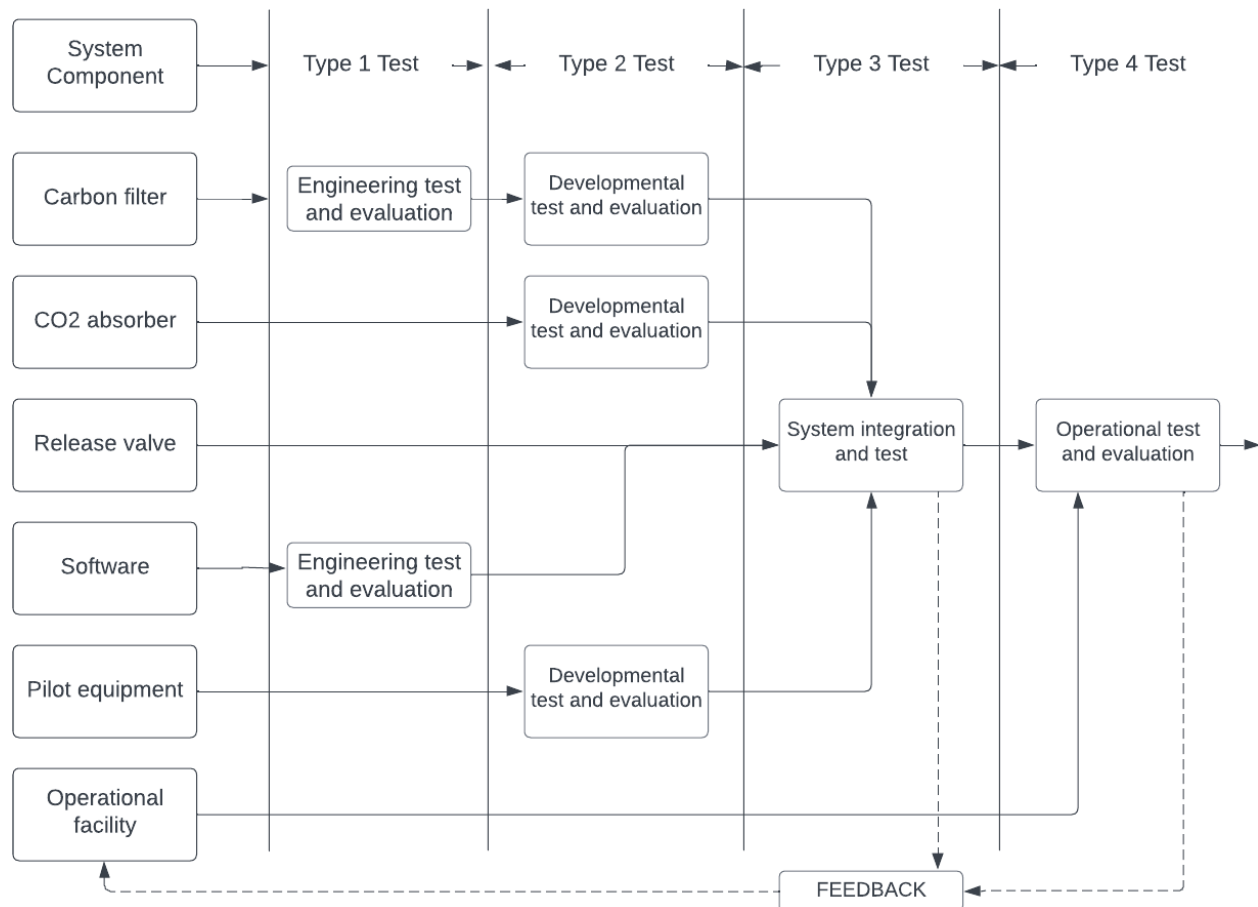 System
Component
Type 1 Test
Type 2 Test
Type 3 Test
Type 4 Test
Carbon filter
Engineering test
and evaluation
Developmental
test and evaluation
CO2 absorber
Developmental
test and evaluation
Release valve
System integration
and test
Operational test
and evaluation
Software
Engineering test
and evaluation
Pilot equipment
Developmental
test and evaluation
Operational
facility
FEEDBACK